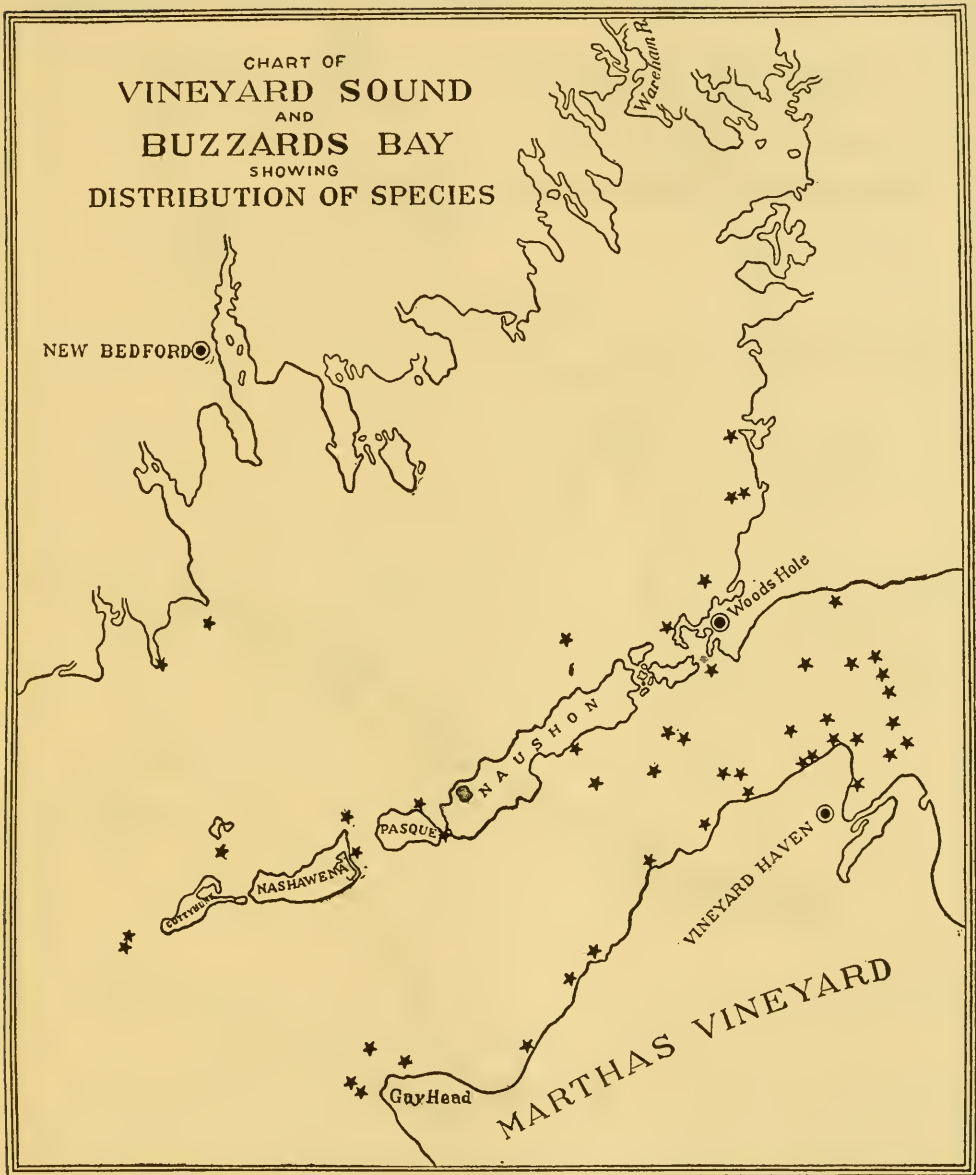 CHART OF
VINEYARD SOUND
AND
BUZZARDS BAY
SHOWING
DISTRIBUTION OF SPECIES
Wareham R.
NEW BEDFORD
Woods Hole
NAUSHON
PASQUE
NASHAWENA
CUTTYHUNK
VINEYARD HAVEN
MARTHAS VINEYARD
Gay Head